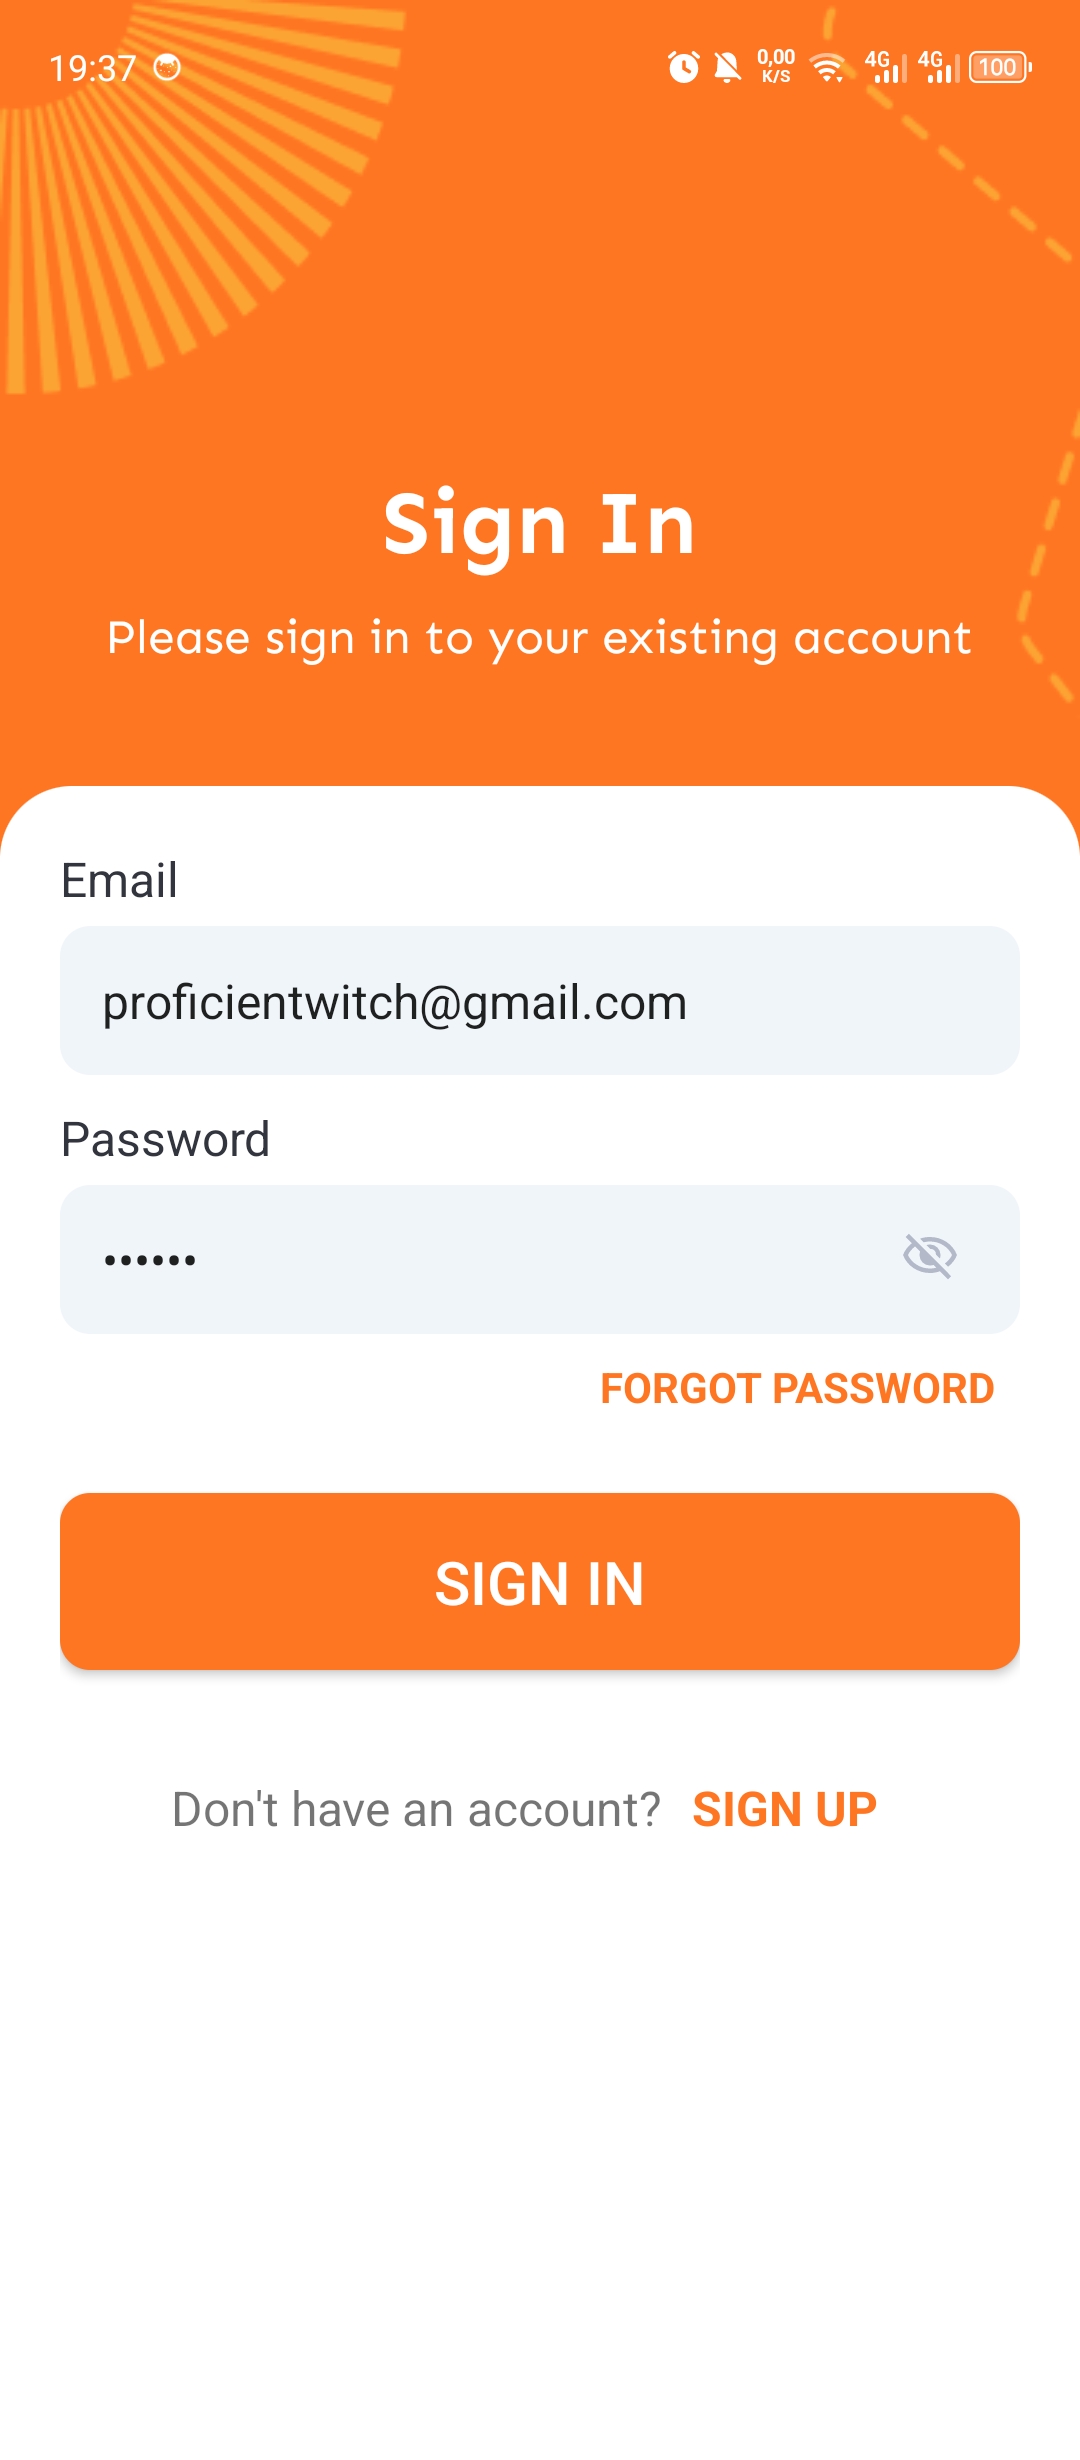 19:37 0,00 K/S 4G 4G 100
Sign In
Please sign in to your existing account
Email
proficientwitch@gmail.com
Password
••••••
FORGOT PASSWORD
SIGN IN
Don't have an account? SIGN UP